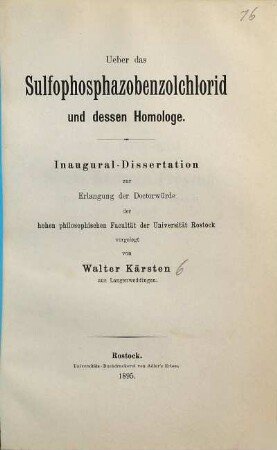 76
Ueber das
Sulfophosphazobenzolchlorid
und dessen Homologe.
Inaugural-Dissertation
zur
Erlangung der Doctorwürde
der
hohen philosophischen Facultät der Universität Rostock
vorgelegt
von
Walter Kärsten 6
aus Langenweddingen.
Rostock.
Universitäts-Buchdruckerei von Adler's Erben.
1895.